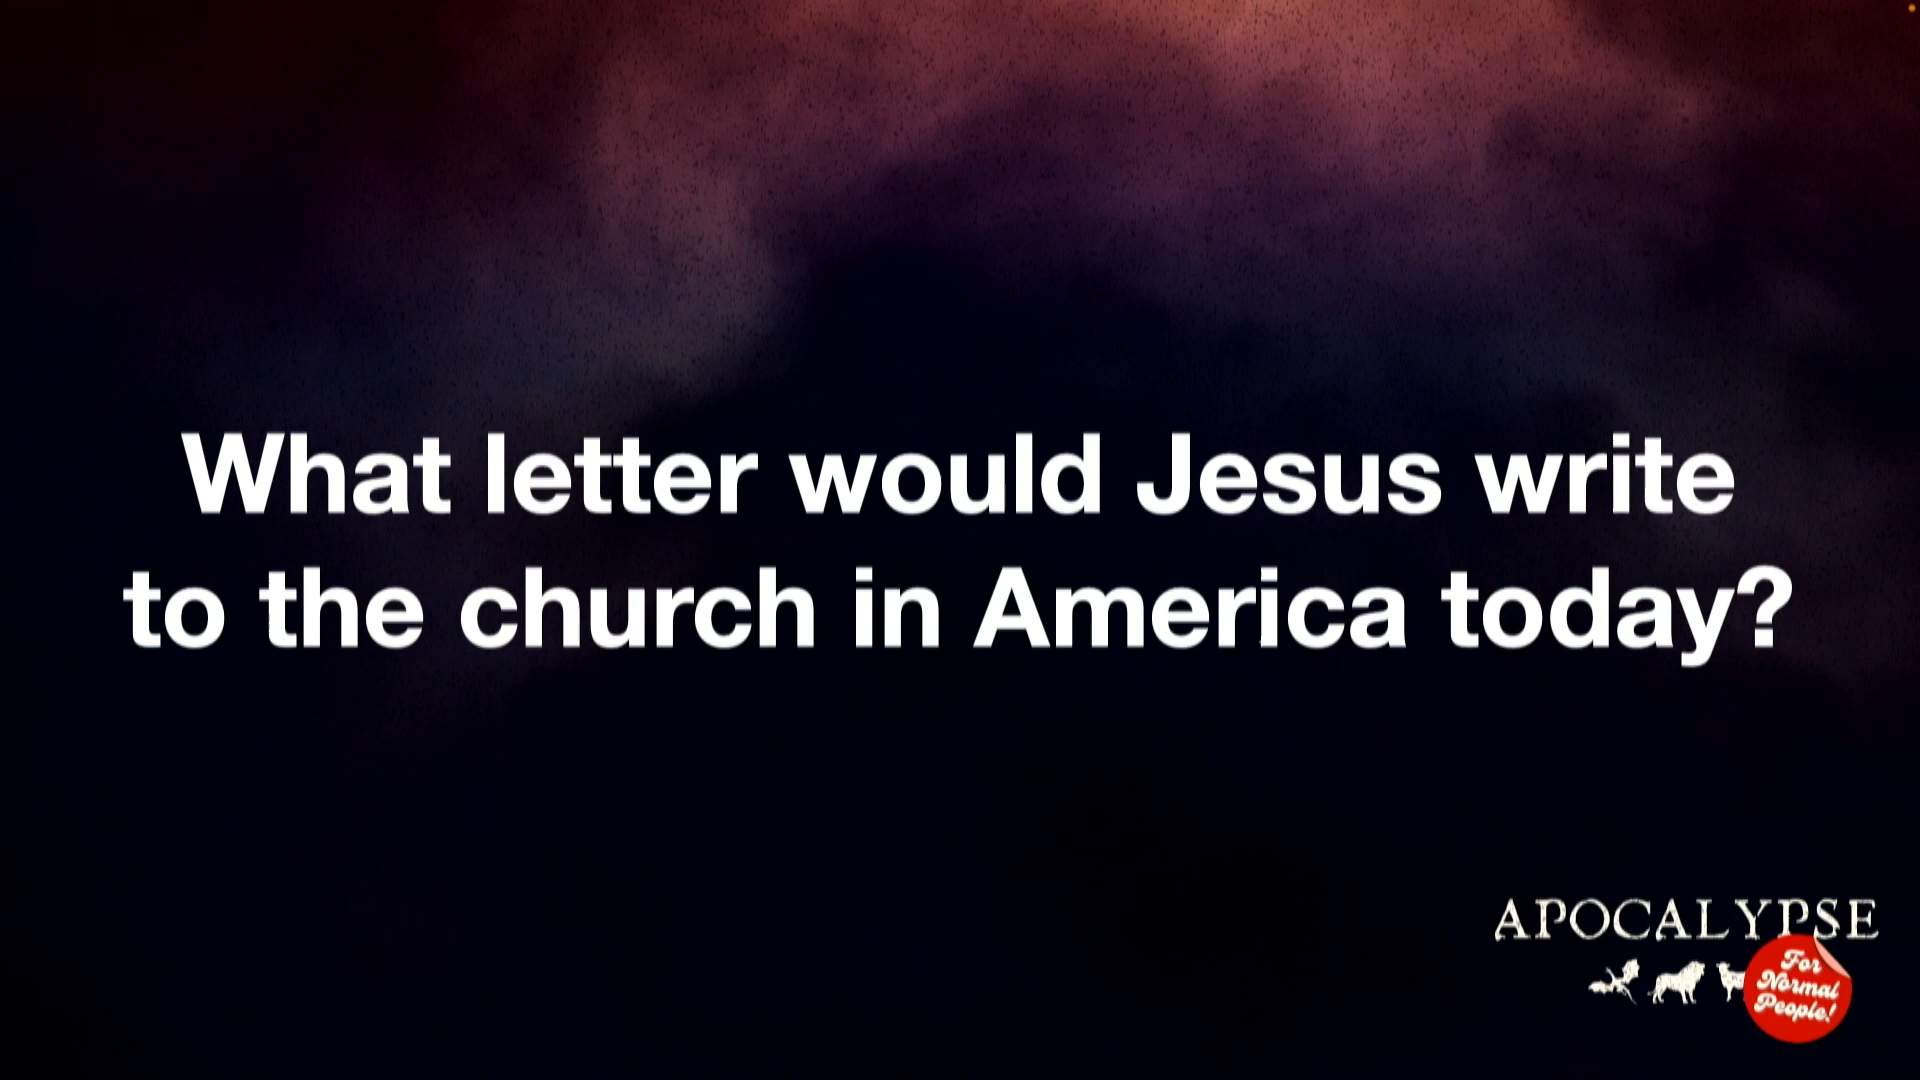 What letter would Jesus write
to the church in America today?
APOCALYPSE
For
Normal
People!